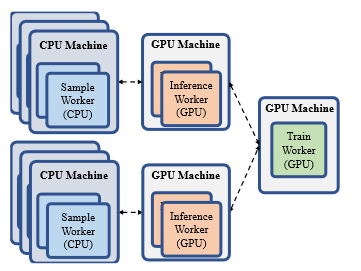 CPU Machine
Sample
Worker
(CPU)
GPU Machine
Inference
Worker
(GPU)
GPU Machine
Train
Worker
(GPU)
CPU Machine
Sample
Worker
(CPU)
GPU Machine
Inference
Worker
(GPU)